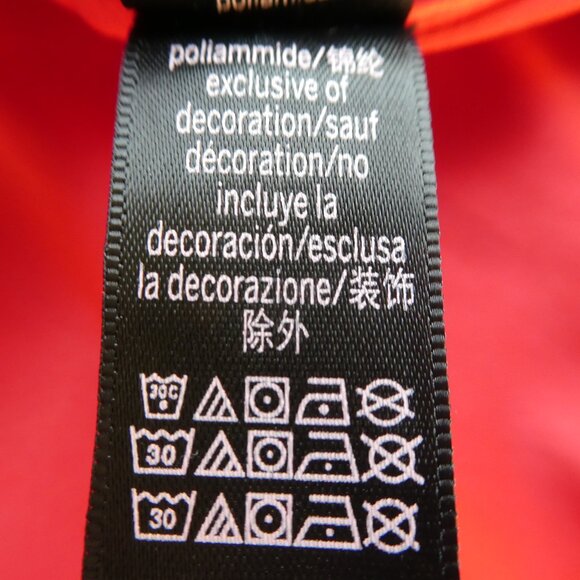 poliammide/锦纶
exclusive of
decoration/sauf
décoration/no
incluye la
decoración/esclusa
la decorazione/装饰
除外
30C
30
30